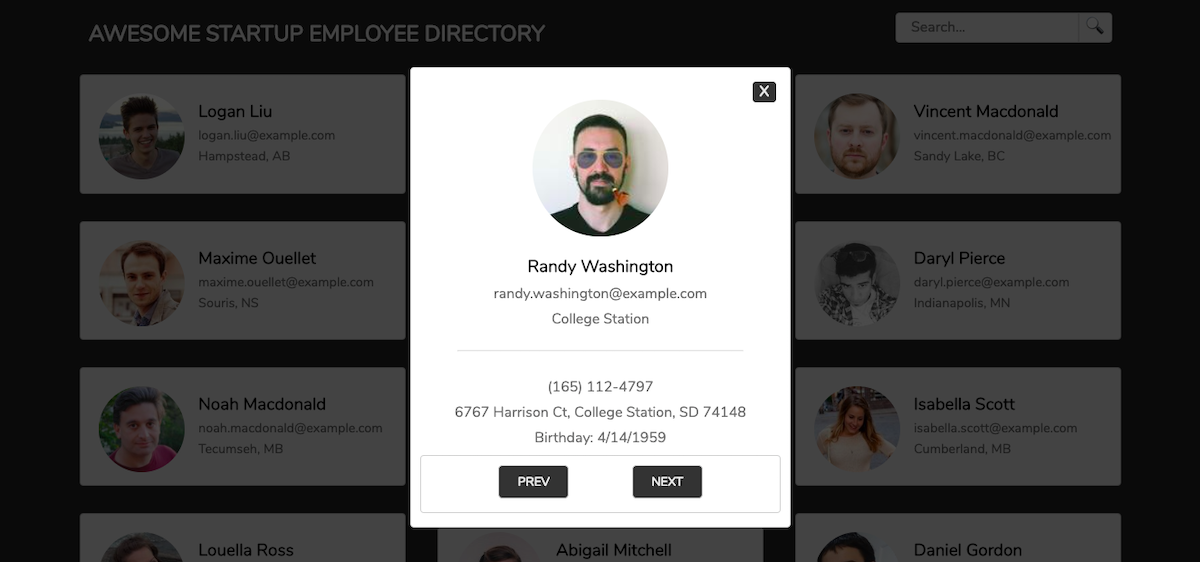 AWESOME STARTUP EMPLOYEE DIRECTORY
Search...
X
Logan Liu
logan.liu@example.com
Hampstead, AB
Vincent Macdonald
vincent.macdonald@example.com
Sandy Lake, BC
Randy Washington
randy.washington@example.com
College Station
(165) 112-4797
6767 Harrison Ct, College Station, SD 74148
Birthday: 4/14/1959
PREV
NEXT
Maxime Ouellet
maxime.ouellet@example.com
Souris, NS
Daryl Pierce
daryl.pierce@example.com
Indianapolis, MN
Noah Macdonald
noah.macdonald@example.com
Tecumseh, MB
Isabella Scott
isabella.scott@example.com
Cumberland, MB
Louella Ross
Abigail Mitchell
Daniel Gordon